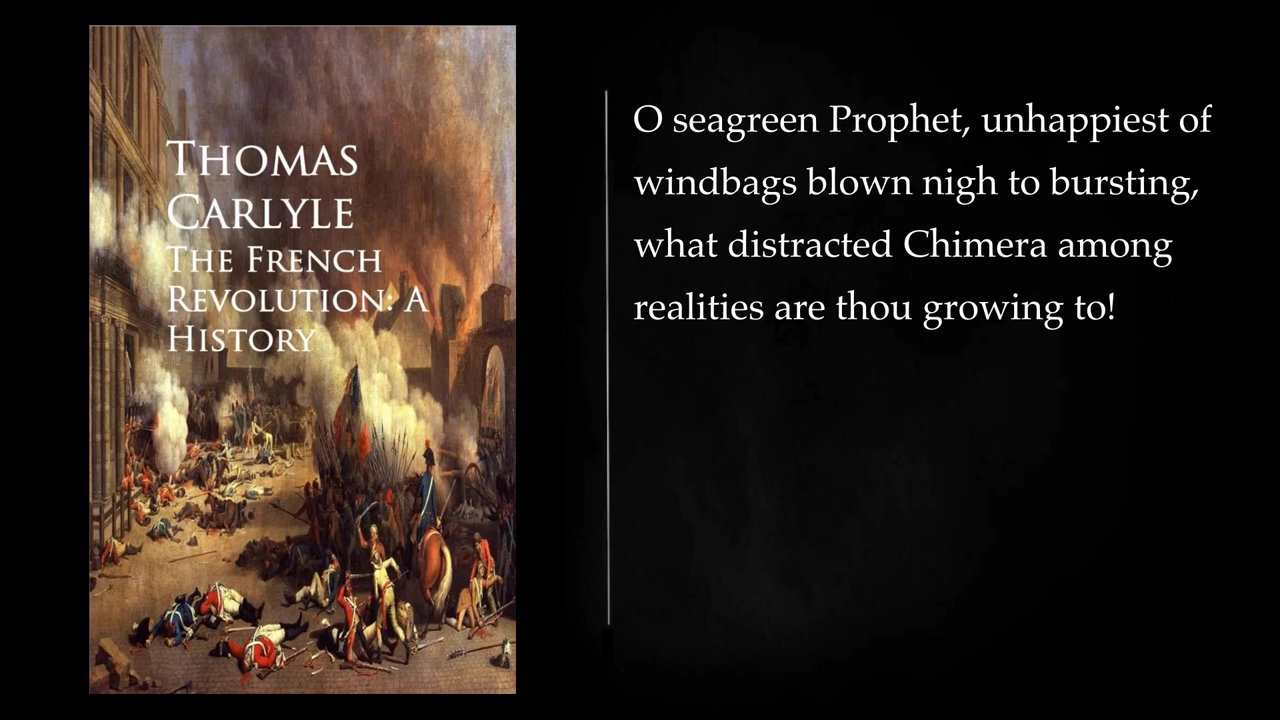 THOMAS
CARLYLE
THE FRENCH
REVOLUTION: A
HISTORY
O seagreen Prophet, unhappiest of
windbags blown nigh to bursting,
what distracted Chimera among
realities are thou growing to!